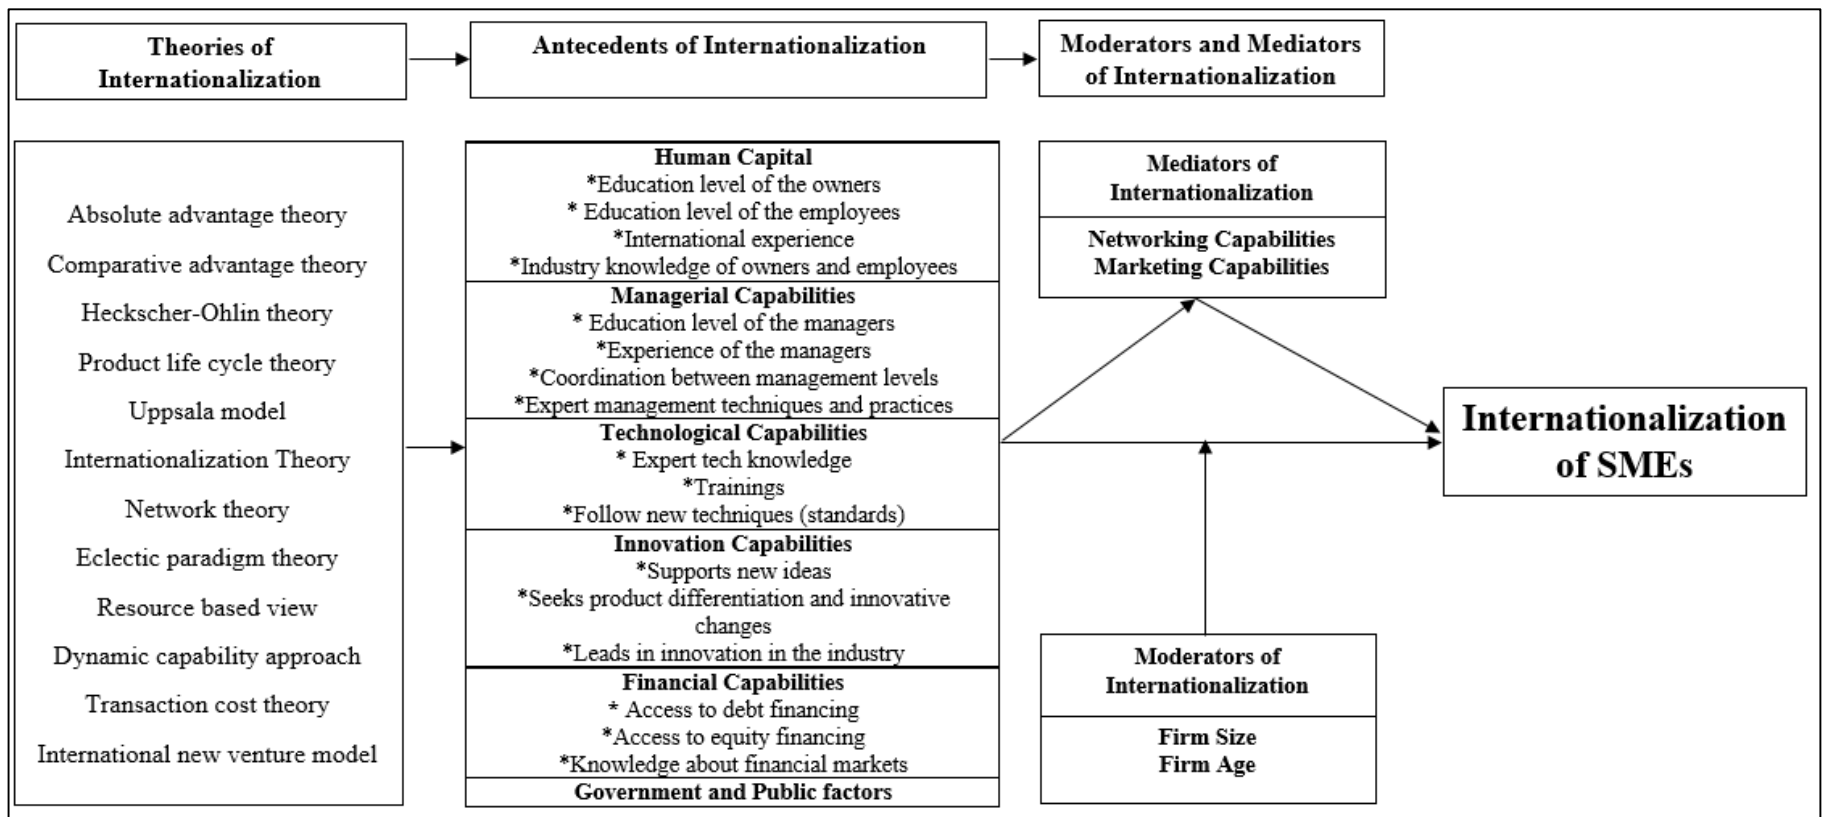 Theories of
Internationalization
Antecedents of Internationalization
Moderators and Mediators
of Internationalization
Absolute advantage theory
Comparative advantage theory
Heckscher-Ohlin theory
Product life cycle theory
Uppsala model
Internationalization Theory
Network theory
Eclectic paradigm theory
Resource based view
Dynamic capability approach
Transaction cost theory
International new venture model
Human Capital
*Education level of the owners
* Education level of the employees
*International experience
*Industry knowledge of owners and employees
Managerial Capabilities
* Education level of the managers
*Experience of the managers
*Coordination between management levels
*Expert management techniques and practices
Technological Capabilities
* Expert tech knowledge
*Trainings
*Follow new techniques (standards)
Innovation Capabilities
*Supports new ideas
*Seeks product differentiation and innovative
changes
*Leads in innovation in the industry
Financial Capabilities
* Access to debt financing
*Access to equity financing
*Knowledge about financial markets
Government and Public factors
Mediators of
Internationalization
Networking Capabilities
Marketing Capabilities
Moderators of
Internationalization
Firm Size
Firm Age
Internationalization
of SMEs